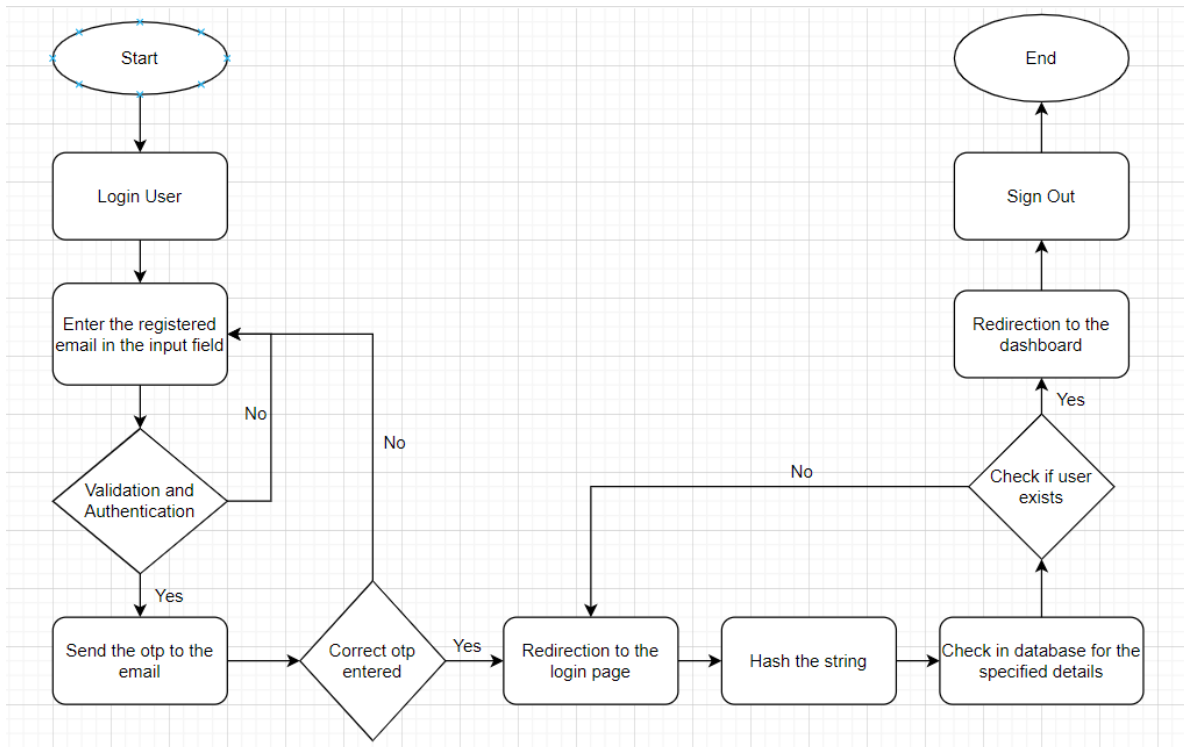 Start
Login User
Enter the registered
email in the input field
No
Validation and
Authentication
Yes
Send the otp to the
email
No
Correct otp
entered
Yes
Redirection to the
login page
Hash the string
Check in database for the
specified details
No
Check if user
exists
Yes
Redirection to the
dashboard
Sign Out
End